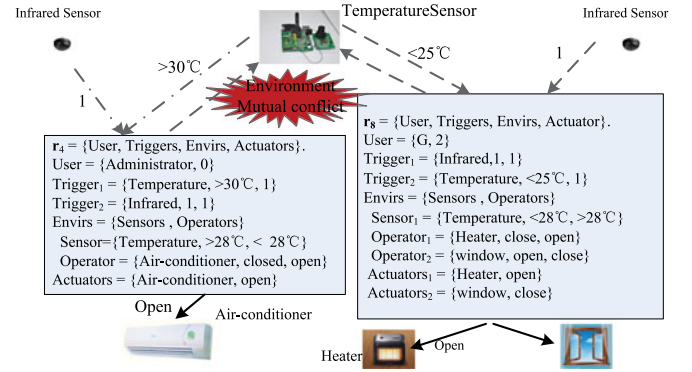 Infrared Sensor
TemperatureSensor
Infrared Sensor
>30℃
<25℃
1
1
Environment
Mutual conflict
r4 = {User, Triggers, Envirs, Actuators}.
User = {Administrator, 0}
Trigger1 = {Temperature, >30℃, 1}
Trigger2 = {Infrared, 1, 1}
Envirs = {Sensors , Operators}
Sensor={Temperature, >28℃, < 28℃}
Operator = {Air-conditioner, closed, open}
Actuators = {Air-conditioner, open}
r8 = {User, Triggers, Envirs, Actuator}.
User = {G, 2}
Trigger1 = {Infrared,1, 1}
Trigger2 = {Temperature, <25℃, 1}
Envirs = {Sensors , Operators}
Sensor1 = {Temperature, <28℃, >28℃}
Operator1 = {Heater, close, open}
Operator2 = {window, open, close}
Actuators1 = {Heater, open}
Actuators2 = {window, close}
Open
Air-conditioner
Heater
Open